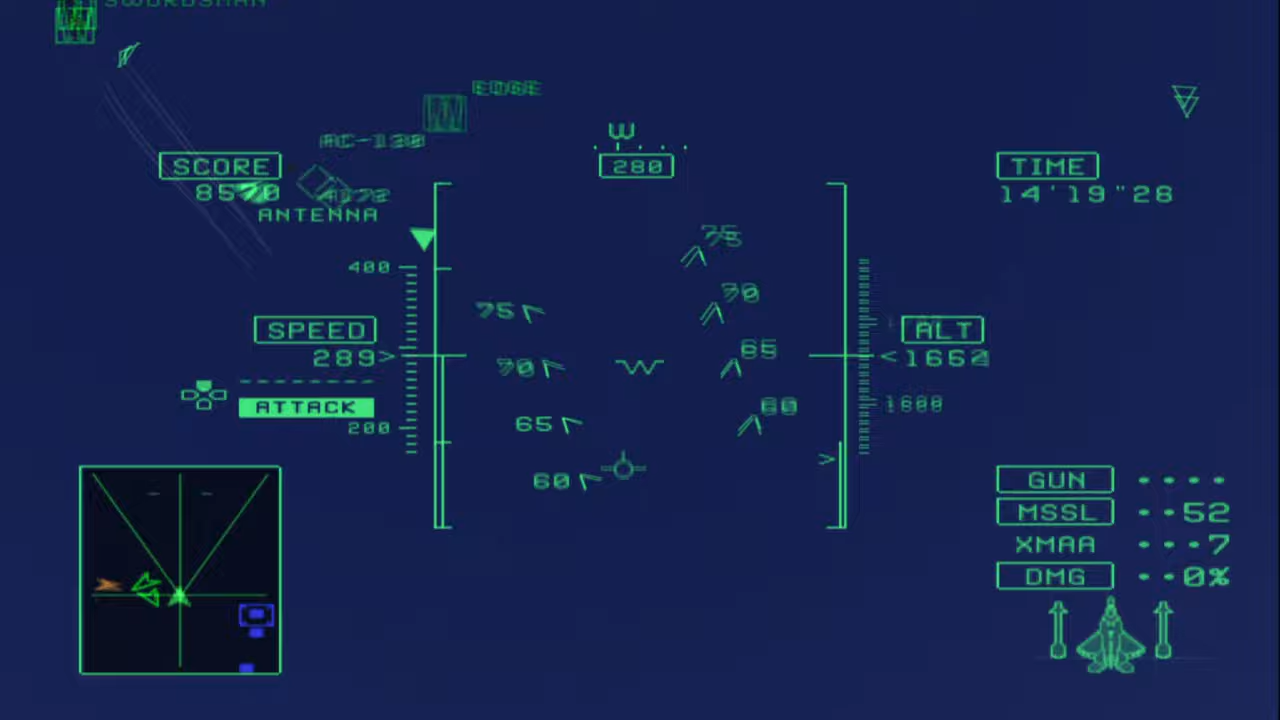 SWORDSMAN
EDGE
AC-130
W
SCORE
280
TIME
14'19"28
ANTENNA
75
400
70
75
SPEED
ALT
289>
65
70
ATTACK
1600
60
200
65
60
GUN
MSSL
52
XMAA
7
DMG
0%